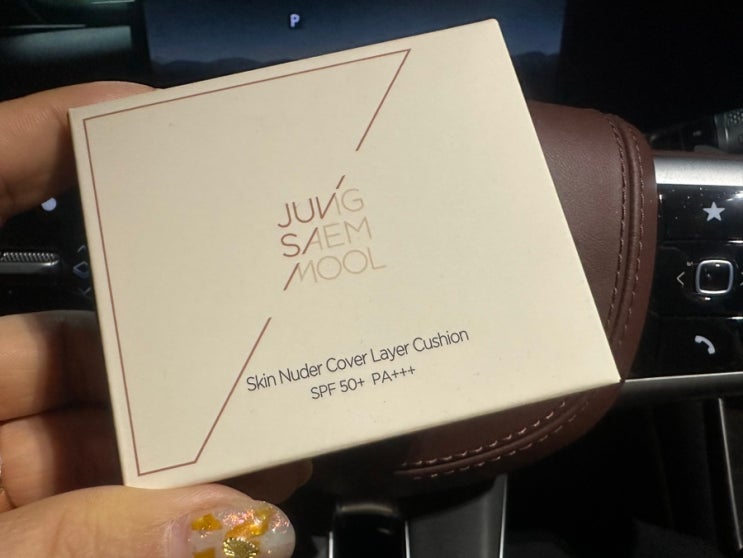 P
JUNG
SAEM
MOOL
Skin Nuder Cover Layer Cushion
SPF 50+ PA+++